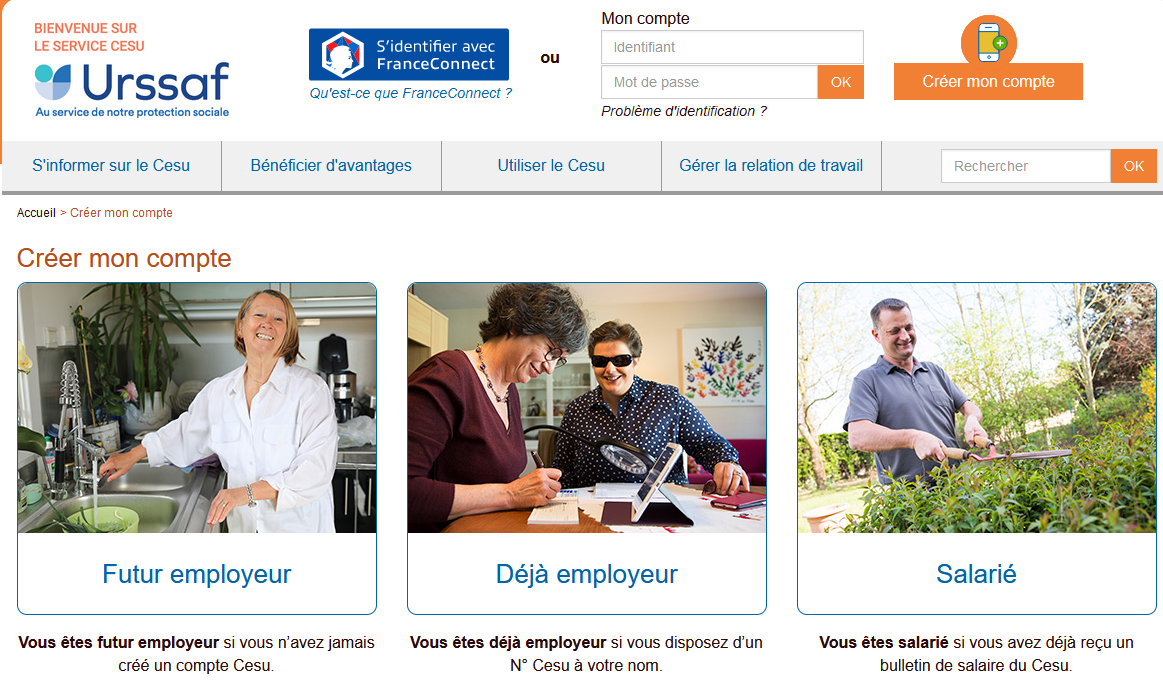 BIENVENUE SUR
LE SERVICE CESU
Urssaf
Au service de notre protection sociale
S'identifier avec
FranceConnect
Qu'est-ce que FranceConnect ?
ou
Mon compte
Identifiant
Mot de passe
OK
Problème d'identification ?
Créer mon compte
S'informer sur le Cesu
Bénéficier d'avantages
Utiliser le Cesu
Gérer la relation de travail
Rechercher
OK
Accueil > Créer mon compte
Créer mon compte
Futur employeur
Déjà employeur
Salarié
Vous êtes futur employeur si vous n’avez jamais
créé un compte Cesu.
Vous êtes déjà employeur si vous disposez d’un
N° Cesu à votre nom.
Vous êtes salarié si vous avez déjà reçu un
bulletin de salaire du Cesu.